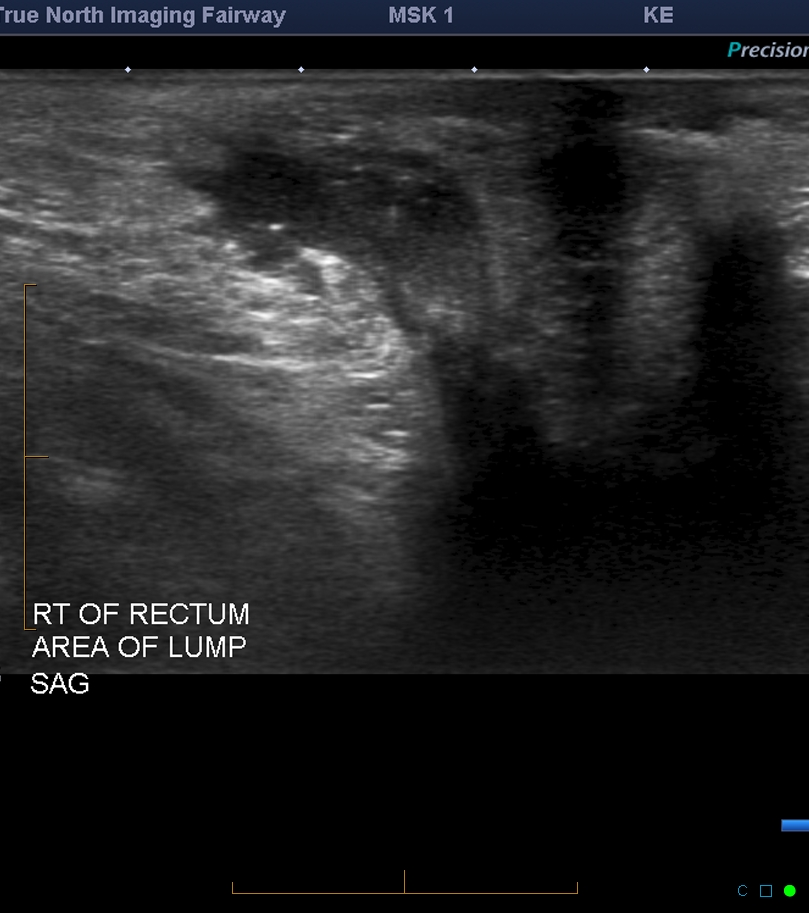 True North Imaging Fairway MSK 1 KE
Precision
RT OF RECTUM
AREA OF LUMP
SAG
C